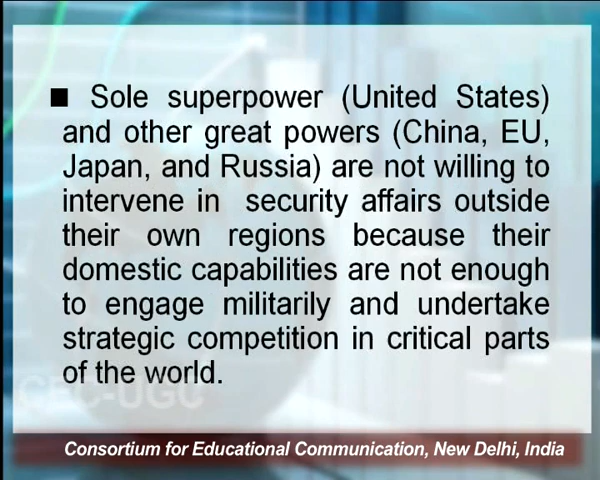 ■ Sole superpower (United States)
and other great powers (China, EU,
Japan, and Russia) are not willing to
intervene in security affairs outside
their own regions because their
domestic capabilities are not enough
to engage militarily and undertake
strategic competition in critical parts
of the world.
CEC-UGC
Consortium for Educational Communication, New Delhi, India